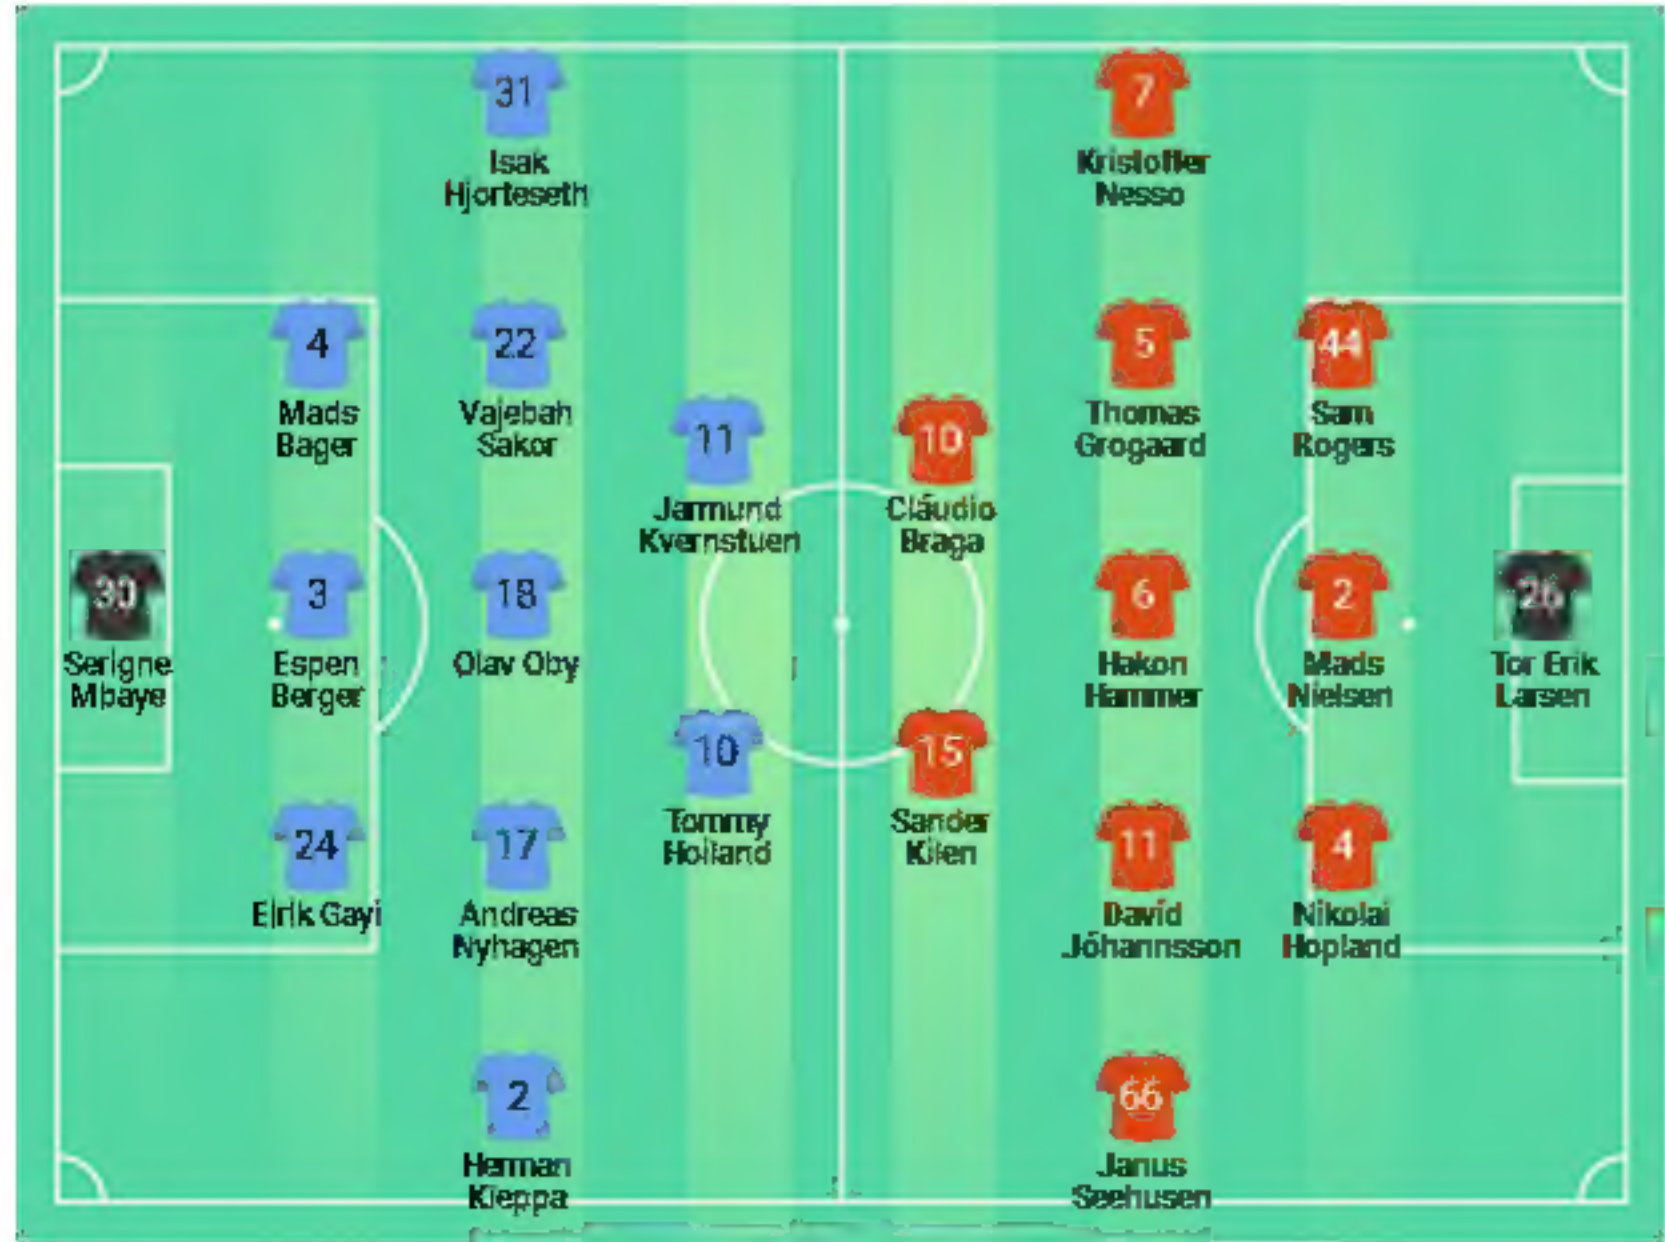 31
Isak
Hjorteseth
7
Kristoffer
Nesso
4
Mads
Bager
22
Vajebah
Sakor
5
Thomas
Grogaard
44
Sam
Rogers
11
Jarmund
Kvernstuen
10
Cláudio
Braga
30
Serigne
Mbaye
3
Espen
Berger
18
Olav Oby
6
Hakon
Hammer
2
Mads
Nielsen
26
Tor Erik
Larsen
10
Tommy
Hoiland
15
Sander
Kilen
24
Eirik Gayi
17
Andreas
Nyhagen
11
David
Jóhannsson
4
Nikolai
Hopland
2
Herman
Kleppa
66
Janus
Seehusen